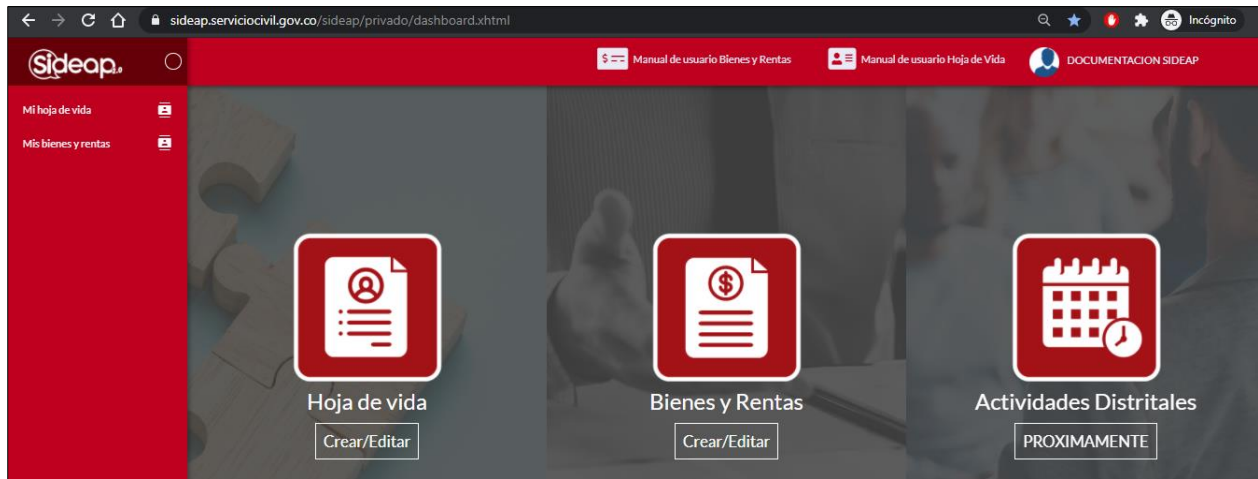 sideap.serviciocivil.gov.co/sideap/privado/dashboard.xhtml
Incógnito
Sideap2.0
Manual de usuario Bienes y Rentas
Manual de usuario Hoja de Vida
DOCUMENTACION SIDEAP
Mi hoja de vida
Mis bienes y rentas
Hoja de vida
Crear/Editar
Bienes y Rentas
Crear/Editar
Actividades Distritales
PROXIMAMENTE